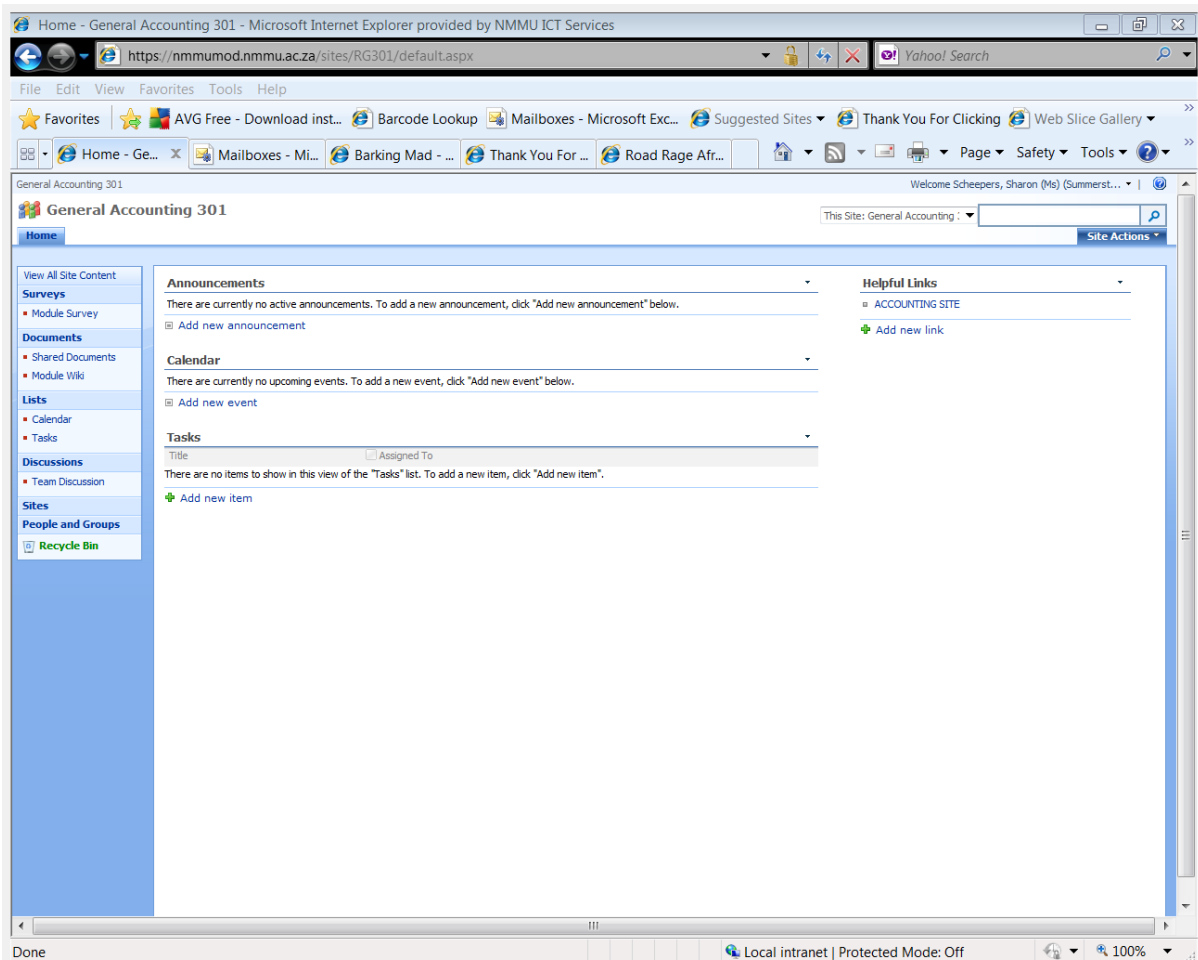 Home - General Accounting 301 - Microsoft Internet Explorer provided by NMMU ICT Services
https://nmmumod.nmmu.ac.za/sites/RG301/default.aspx Yahoo! Search
File Edit View Favorites Tools Help
Favorites AVG Free - Download inst... Barcode Lookup Mailboxes - Microsoft Exc... Suggested Sites Thank You For Clicking Web Slice Gallery
Home - Ge... X Mailboxes - Mi... Barking Mad - ... Thank You For ... Road Rage Afr... Page Safety Tools
General Accounting 301 Welcome Scheepers, Sharon (Ms) (Summerst...
General Accounting 301 This Site: General Accounting :
Home Site Actions
View All Site Content
Surveys
Module Survey
Documents
Shared Documents
Module Wiki
Lists
Calendar
Tasks
Discussions
Team Discussion
Sites
People and Groups
Recycle Bin
Announcements
There are currently no active announcements. To add a new announcement, click "Add new announcement" below.
Add new announcement
Calendar
There are currently no upcoming events. To add a new event, click "Add new event" below.
Add new event
Tasks
Title Assigned To
There are no items to show in this view of the "Tasks" list. To add a new item, click "Add new item".
Add new item
Helpful Links
ACCOUNTING SITE
Add new link
Done Local intranet | Protected Mode: Off 100%